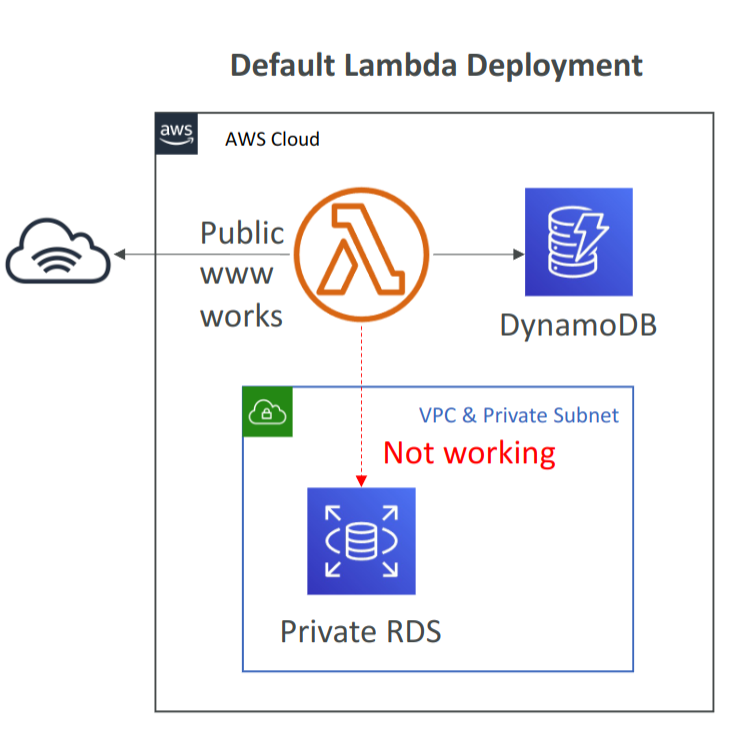 Default Lambda Deployment
aws
AWS Cloud
Public
www
works
DynamoDB
VPC & Private Subnet
Not working
Private RDS